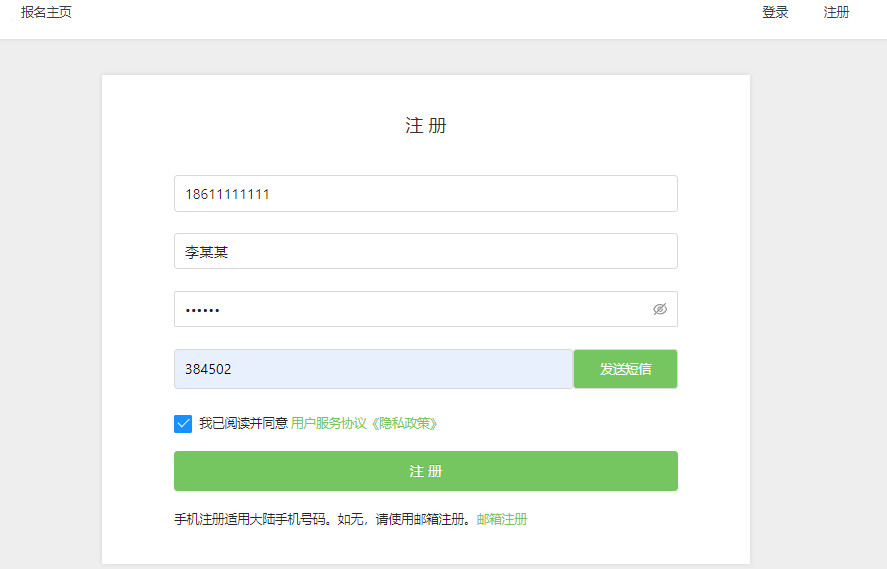 报名主页 登录 注册
注 册
18611111111
李某某
••••••
384502 发送短信
我已阅读并同意 用户服务协议《隐私政策》
注 册
手机注册适用大陆手机号码。如无，请使用邮箱注册。邮箱注册